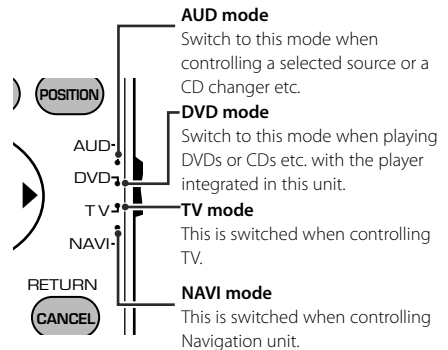 AUD mode
Switch to this mode when
controlling a selected source or a
CD changer etc.
DVD mode
Switch to this mode when playing
DVDs or CDs etc. with the player
integrated in this unit.
TV mode
This is switched when controlling
TV.
NAVI mode
This is switched when controlling
Navigation unit.
POSITION
AUD
DVD
TV
NAVI
RETURN
CANCEL